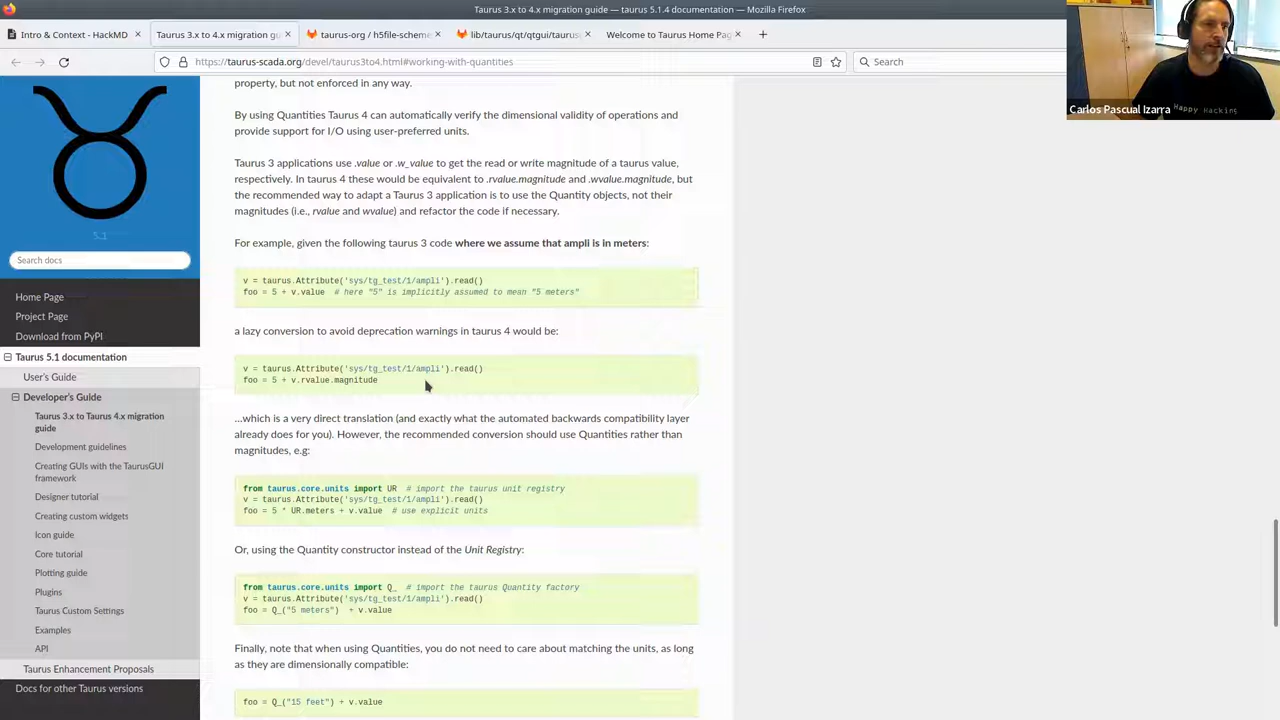 Taurus 3.x to 4.x migration guide — taurus 5.1.4 documentation — Mozilla Firefox
Intro & Context - HackMD
Taurus 3.x to 4.x migration gu
taurus-org / h5file-scheme
lib/taurus/qt/qtgui/taurus
Welcome to Taurus Home Pag
https://taurus-scada.org/devel/taurus3to4.html#working-with-quantities
Search
Carlos Pascual Izarra
Happy Hacking
5.1
Search docs
Home Page
Project Page
Download from PyPI
Taurus 5.1 documentation
User's Guide
Developer's Guide
Taurus 3.x to Taurus 4.x migration
guide
Development guidelines
Creating GUIs with the TaurusGUI
framework
Designer tutorial
Creating custom widgets
Icon guide
Core tutorial
Plotting guide
Plugins
Taurus Custom Settings
Examples
API
Taurus Enhancement Proposals
Docs for other Taurus versions
property, but not enforced in any way.
By using Quantities Taurus 4 can automatically verify the dimensional validity of operations and
provide support for I/O using user-preferred units.
Taurus 3 applications use .value or .w_value to get the read or write magnitude of a taurus value,
respectively. In taurus 4 these would be equivalent to .rvalue.magnitude and .wvalue.magnitude, but
the recommended way to adapt a Taurus 3 application is to use the Quantity objects, not their
magnitudes (i.e., rvalue and wvalue) and refactor the code if necessary.
For example, given the following taurus 3 code where we assume that ampli is in meters:
v = taurus.Attribute('sys/tg_test/1/ampli').read()
foo = 5 + v.value  # here "5" is implicitly assumed to mean "5 meters"
a lazy conversion to avoid deprecation warnings in taurus 4 would be:
v = taurus.Attribute('sys/tg_test/1/ampli').read()
foo = 5 + v.rvalue.magnitude
...which is a very direct translation (and exactly what the automated backwards compatibility layer
already does for you). However, the recommended conversion should use Quantities rather than
magnitudes, e.g:
from taurus.core.units import UR  # import the taurus unit registry
v = taurus.Attribute('sys/tg_test/1/ampli').read()
foo = 5 * UR.meters + v.value  # use explicit units
Or, using the Quantity constructor instead of the Unit Registry:
from taurus.core.units import Q_  # import the taurus Quantity factory
v = taurus.Attribute('sys/tg_test/1/ampli').read()
foo = Q_("5 meters")  + v.value
Finally, note that when using Quantities, you do not need to care about matching the units, as long
as they are dimensionally compatible:
foo = Q_("15 feet") + v.value